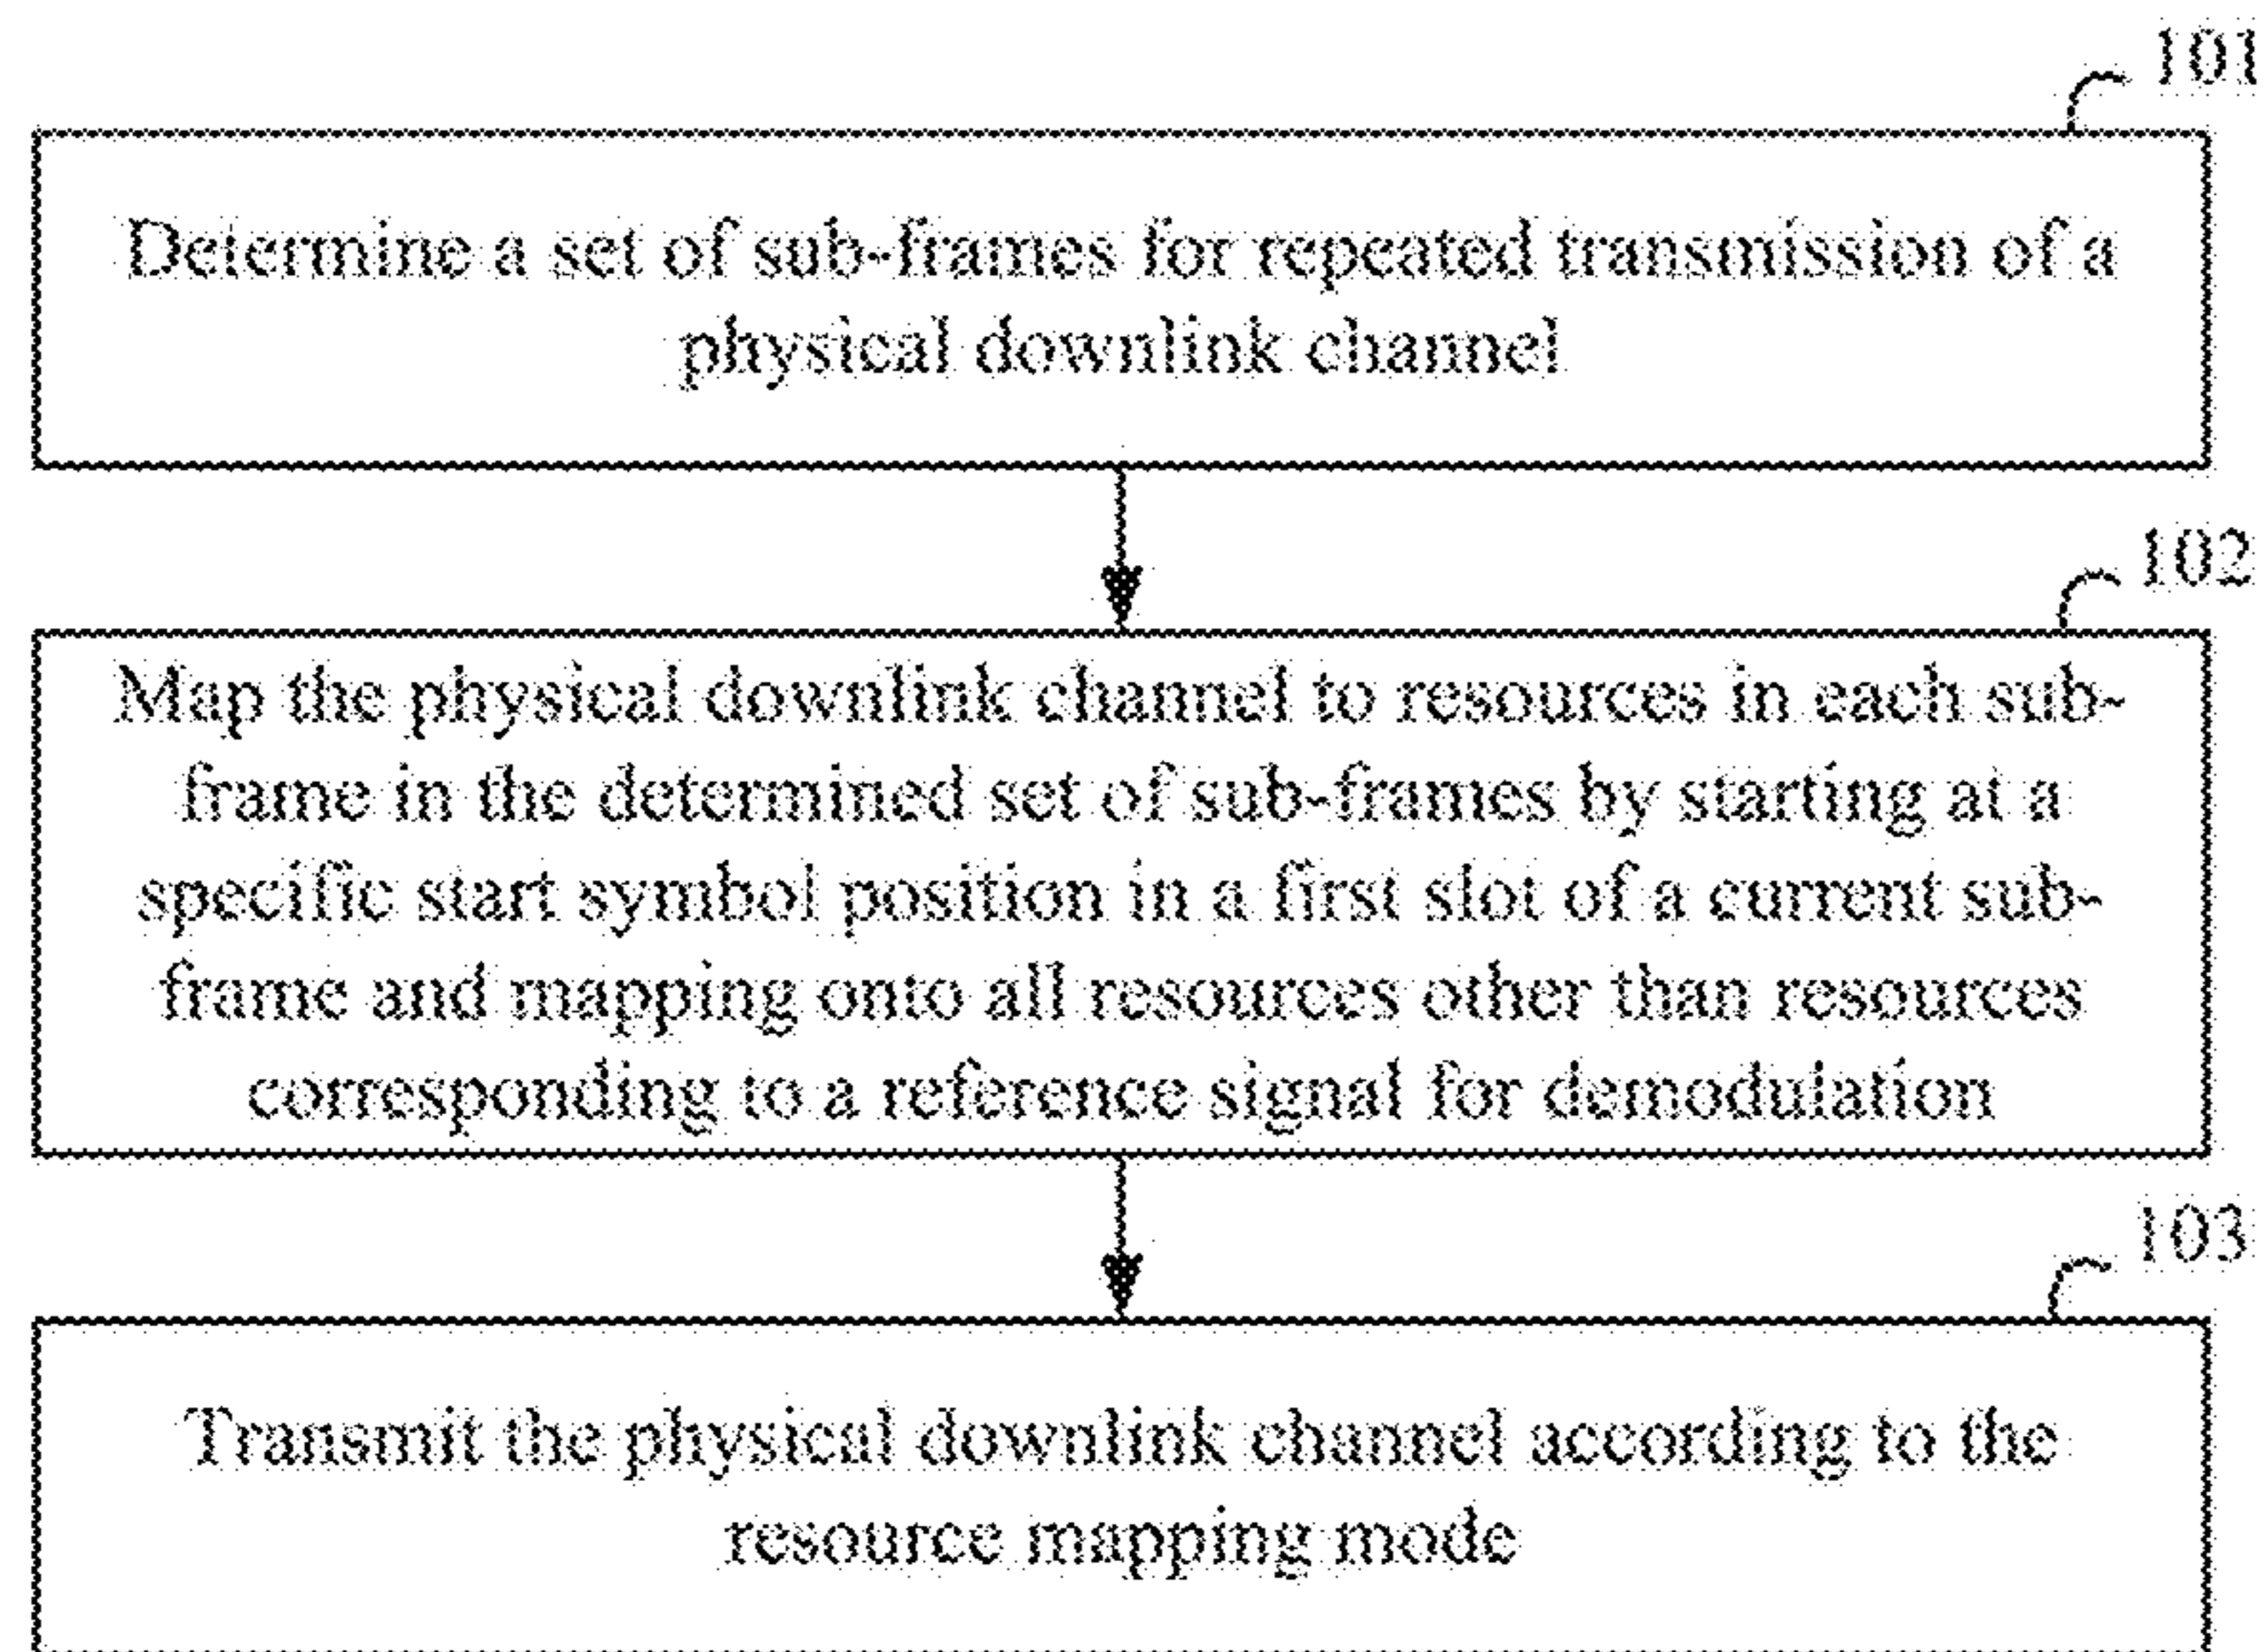 101
Determine a set of sub-frames for repeated transmission of a
physical downlink channel
102
Map the physical downlink channel to resources in each sub-
frame in the determined set of sub-frames by starting at a
specific start symbol position in a first slot of a current sub-
frame and mapping onto all resources other than resources
corresponding to a reference signal for demodulation
103
Transmit the physical downlink channel according to the
resource mapping mode